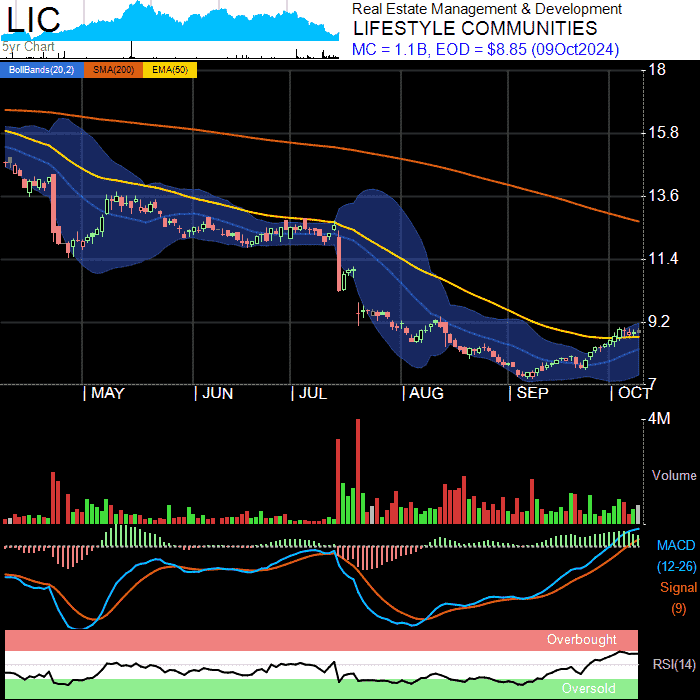 LIC
Real Estate Management & Development
LIFESTYLE COMMUNITIES
5yr Chart
MC = 1.1B, EOD = $8.85 (09Oct2024)
BollBands(20,2) SMA(200) EMA(50)
18
15.8
13.6
11.4
9.2
7
MAY JUN JUL AUG SEP OCT
4M
Volume
MACD
(12-26)
Signal
(9)
Overbought
RSI(14)
Oversold